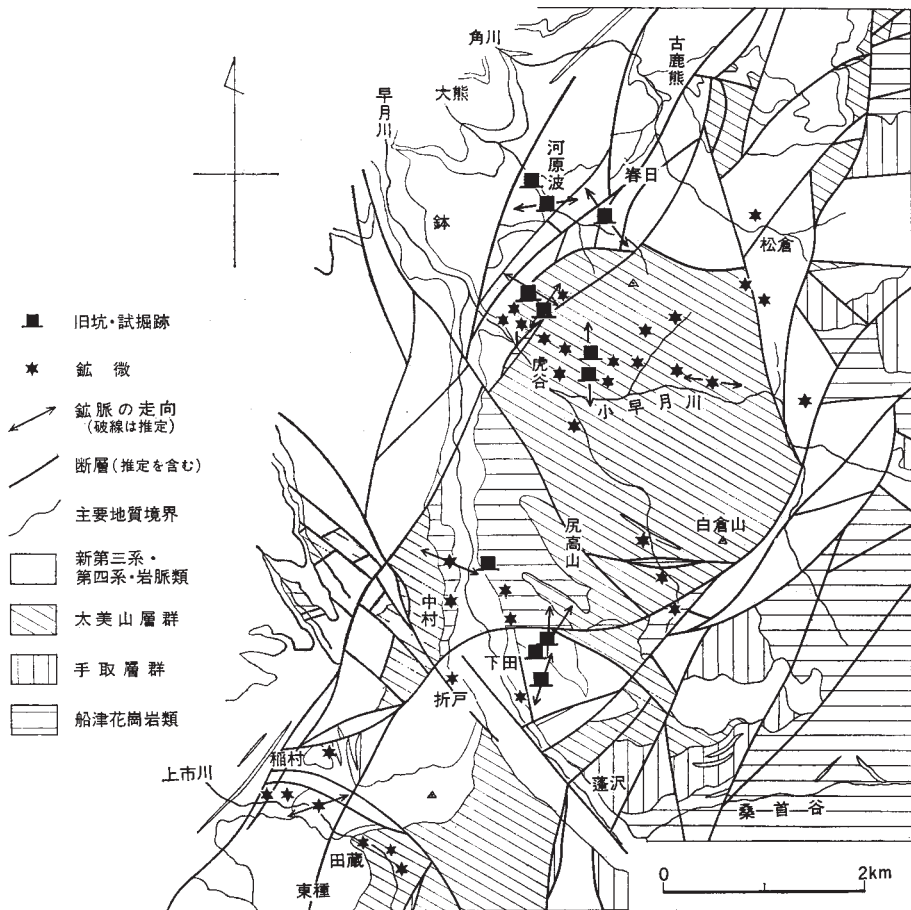 角川
古鹿熊
大熊
早月川
河原波
春日
鉢
松倉
虎谷
小早月川
白倉山
尻高山
中村
下田
折戸
稲村
上市川
蓬沢
桑首谷
田蔵
東種
旧坑・試掘跡
鉱 徴
鉱脈の走向
(破線は推定)
断層(推定を含む)
主要地質境界
新第三系・
第四系・岩脈類
太美山層群
手取層群
船津花崗岩類
0 2km